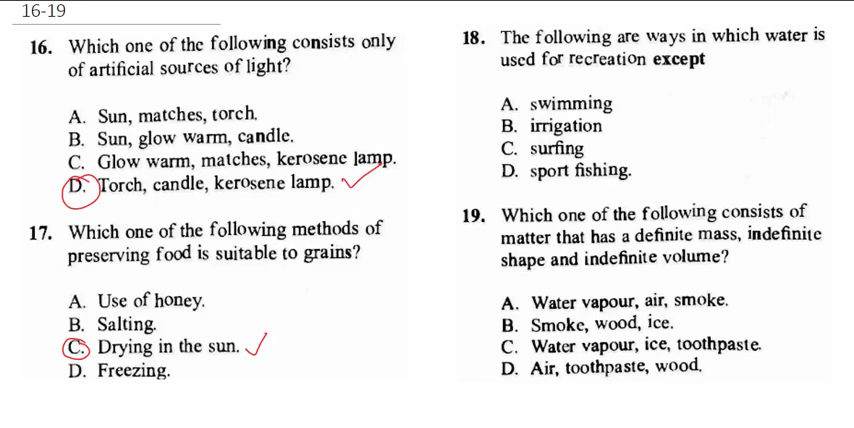 16-19
16. Which one of the following consists only
of artificial sources of light?
A. Sun, matches, torch.
B. Sun, glow warm, candle.
C. Glow warm, matches, kerosene lamp.
D. Torch, candle, kerosene lamp.
17. Which one of the following methods of
preserving food is suitable to grains?
A. Use of honey.
B. Salting.
C. Drying in the sun.
D. Freezing.
18. The following are ways in which water is
used for recreation except
A. swimming
B. irrigation
C. surfing
D. sport fishing.
19. Which one of the following consists of
matter that has a definite mass, indefinite
shape and indefinite volume?
A. Water vapour, air, smoke.
B. Smoke, wood, ice.
C. Water vapour, ice, toothpaste.
D. Air, toothpaste, wood.